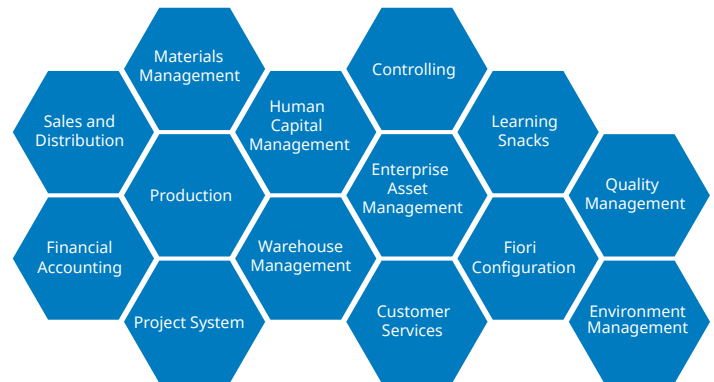 Materials
Management
Controlling
Sales and
Distribution
Human
Capital
Management
Learning
Snacks
Production
Enterprise
Asset
Management
Quality
Management
Financial
Accounting
Warehouse
Management
Fiori
Configuration
Project System
Customer
Services
Environment
Management